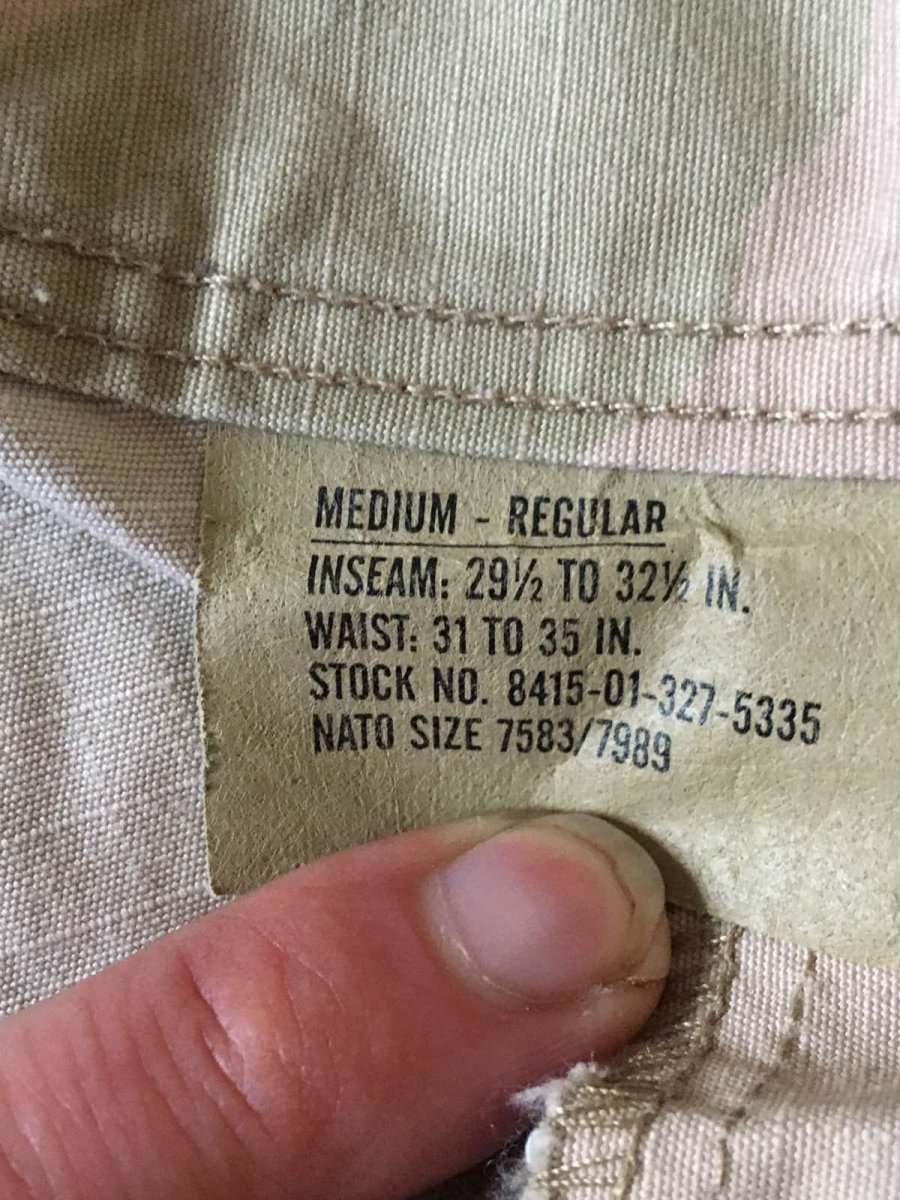 MEDIUM - REGULAR
INSEAM: 29½ TO 32½ IN.
WAIST: 31 TO 35 IN.
STOCK NO. 8415-01-327-5335
NATO SIZE 7583/7989